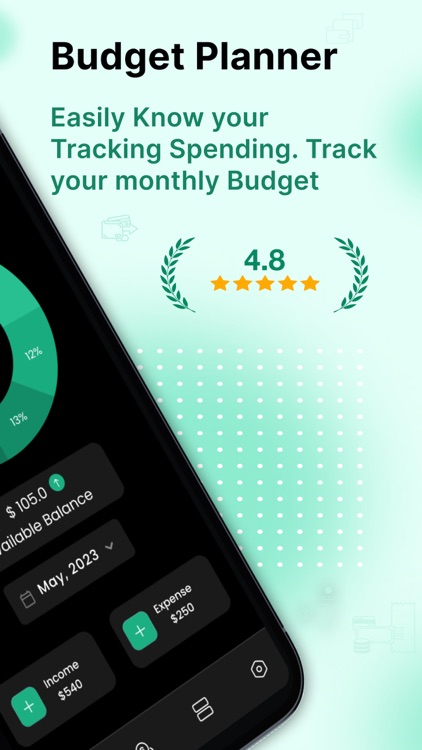 Budget Planner
Easily Know your
Tracking Spending. Track
your monthly Budget
4.8
12%
13%
$ 105.0
Balance
May, 2023
Expense
$250
Income
$540